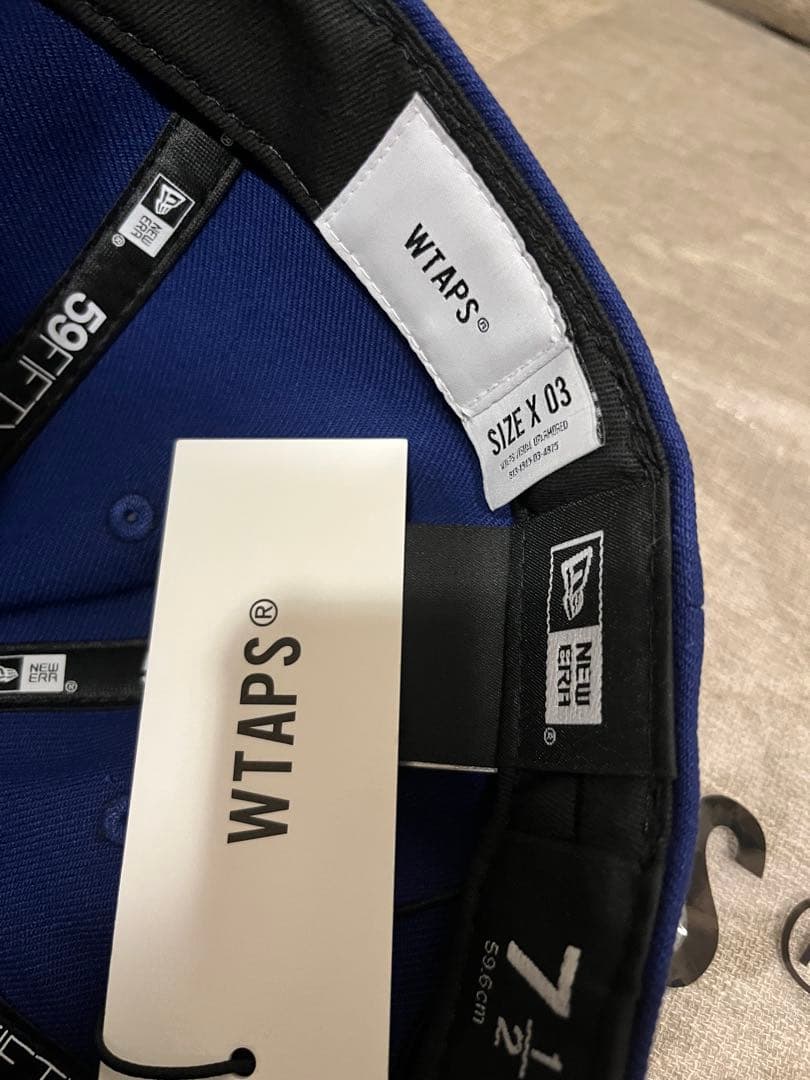 NEW
ERA
®
59FIFTY
WTAPS®
SIZE X 03
WTAPS®
NEW
ERA
®
NEW
ERA
®
7 1/2
59.6cm